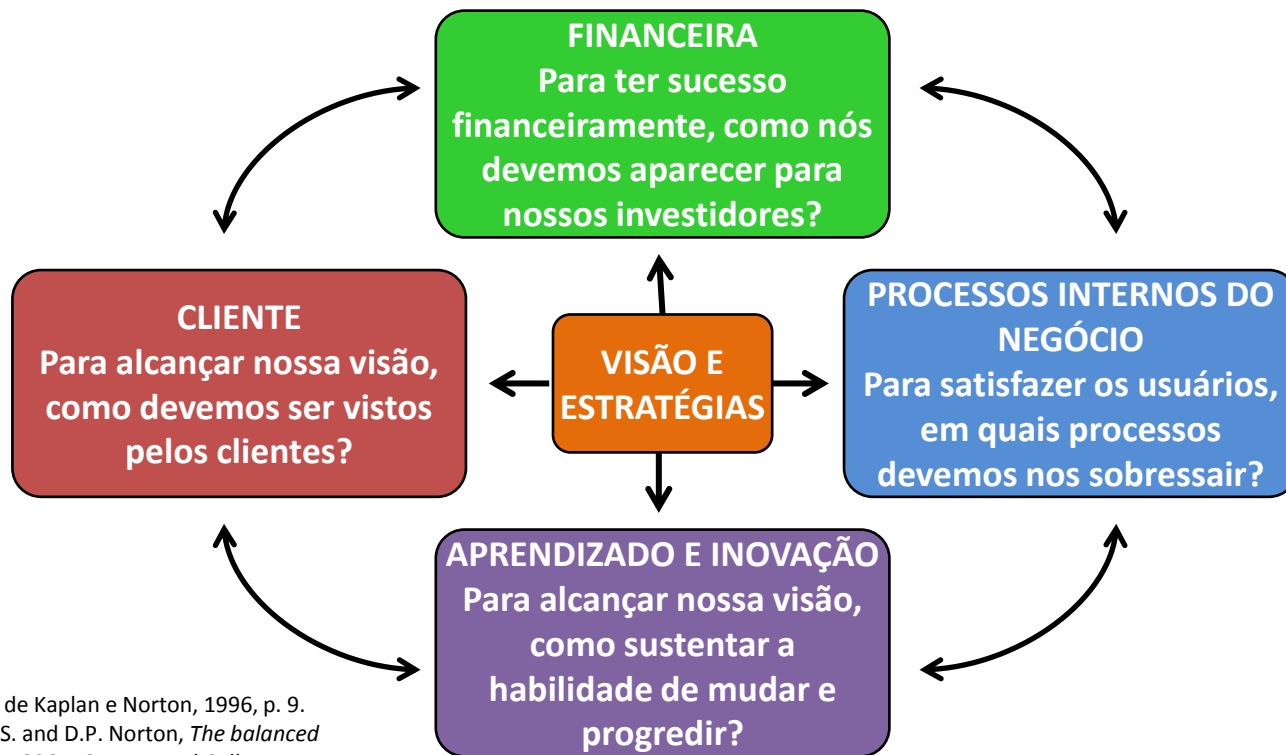 FINANCEIRA
Para ter sucesso
financeiramente, como nós
devemos aparecer para
nossos investidores?
CLIENTE
Para alcançar nossa visão,
como devemos ser vistos
pelos clientes?
VISÃO E
ESTRATÉGIAS
PROCESSOS INTERNOS DO
NEGÓCIO
Para satisfazer os usuários,
em quais processos
devemos nos sobressair?
APRENDIZADO E INOVAÇÃO
Para alcançar nossa visão,
como sustentar a
habilidade de mudar e
progredir?
de Kaplan e Norton, 1996, p. 9.
S. and D.P. Norton, The balanced